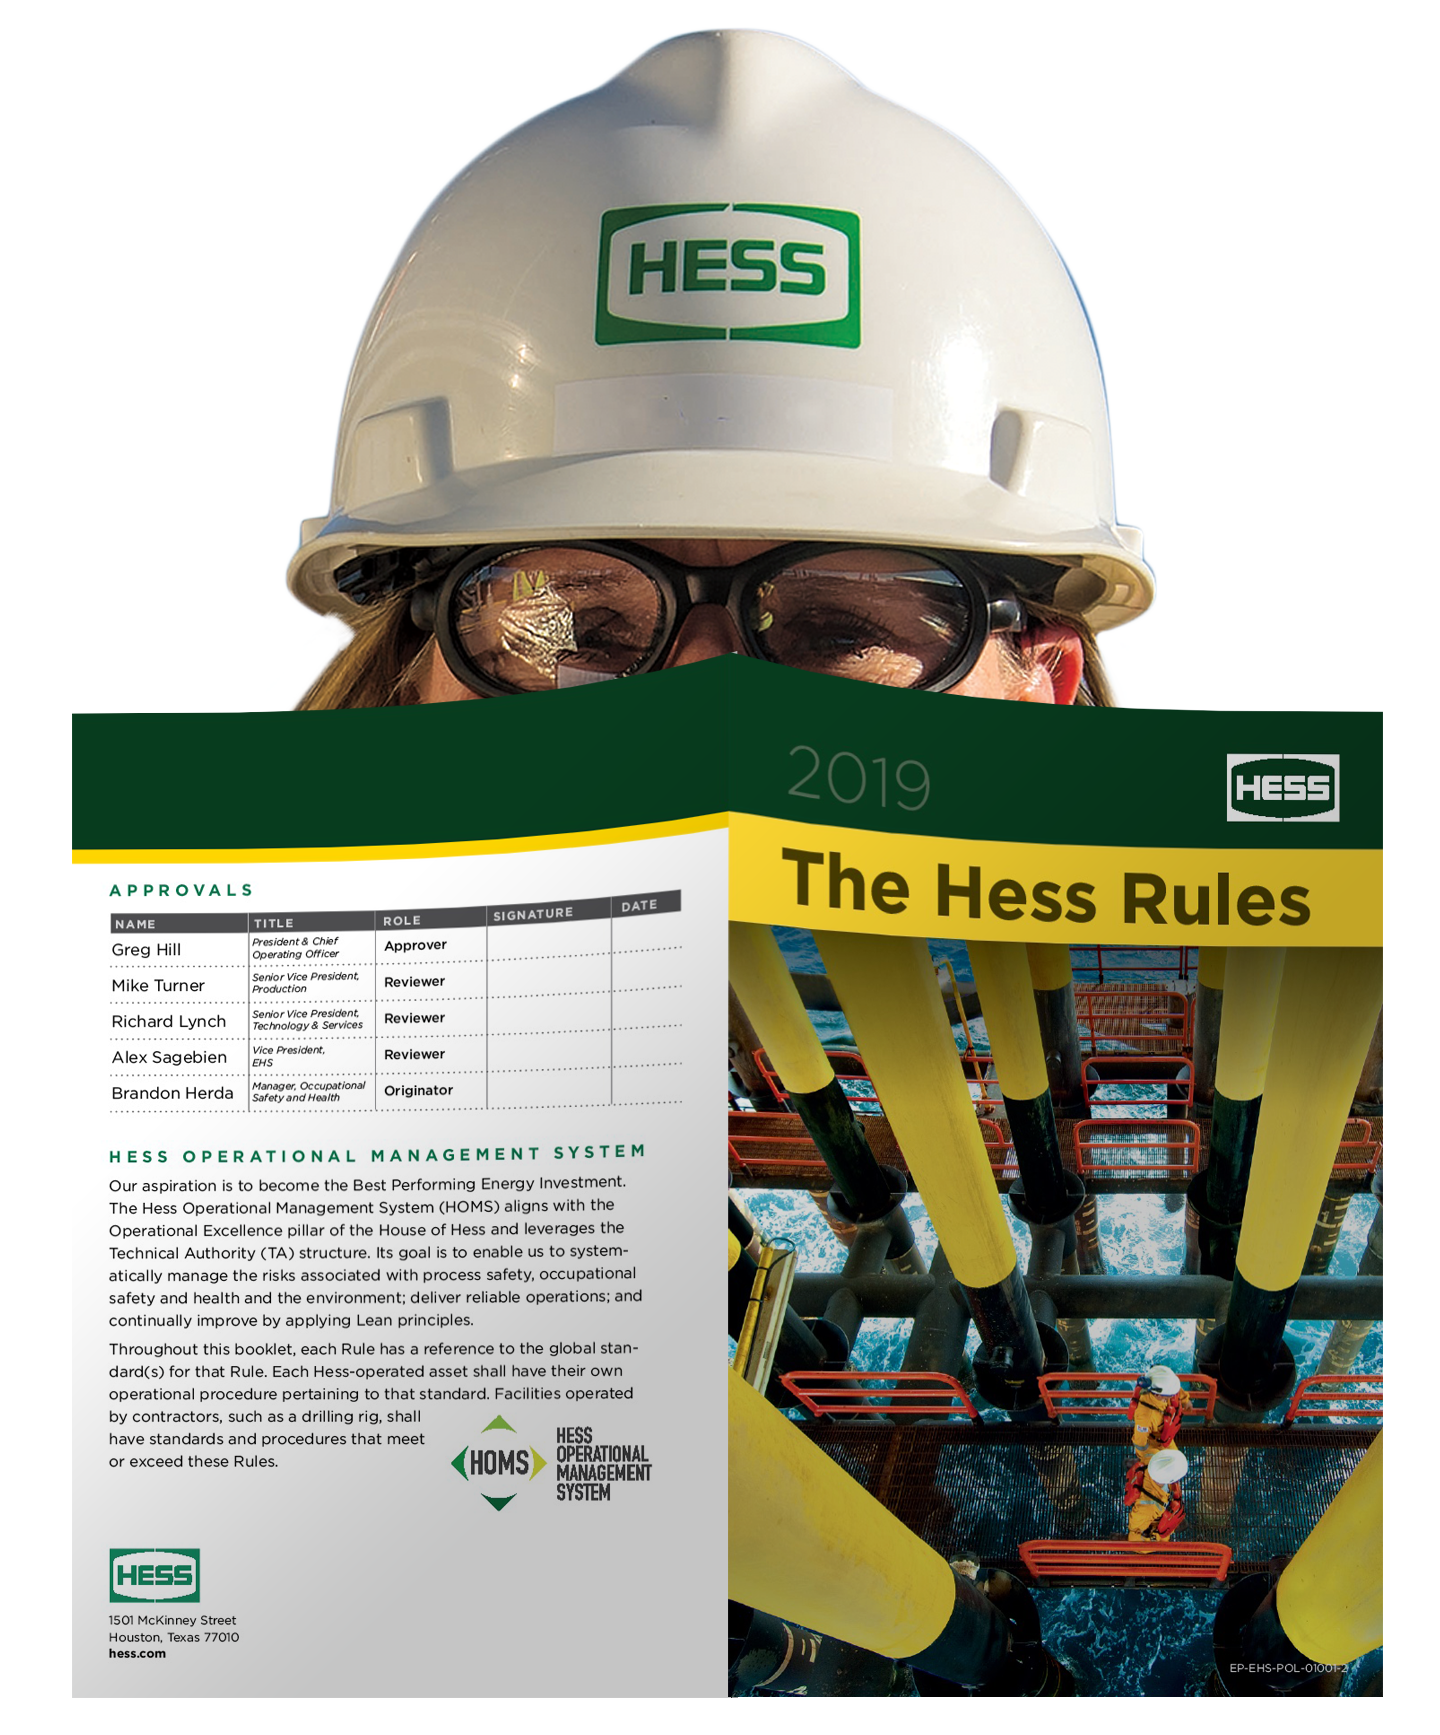 HESS
2019
HESS
The Hess Rules
APPROVALS
NAME TITLE ROLE SIGNATURE DATE
Greg Hill President & Chief Operating Officer Approver
Mike Turner Senior Vice President, Production Reviewer
Richard Lynch Senior Vice President, Technology & Services Reviewer
Alex Sagebien Vice President, EHS Reviewer
Brandon Herda Manager, Occupational Safety and Health Originator
HESS OPERATIONAL MANAGEMENT SYSTEM
Our aspiration is to become the Best Performing Energy Investment.
The Hess Operational Management System (HOMS) aligns with the
Operational Excellence pillar of the House of Hess and leverages the
Technical Authority (TA) structure. Its goal is to enable us to system-
atically manage the risks associated with process safety, occupational
safety and health and the environment; deliver reliable operations; and
continually improve by applying Lean principles.
Throughout this booklet, each Rule has a reference to the global stan-
dard(s) for that Rule. Each Hess-operated asset shall have their own
operational procedure pertaining to that standard. Facilities operated
by contractors, such as a drilling rig, shall
have standards and procedures that meet
or exceed these Rules.
HOMS
HESS
OPERATIONAL
MANAGEMENT
SYSTEM
HESS
1501 McKinney Street
Houston, Texas 77010
hess.com
EP-EHS-POL-01001-2